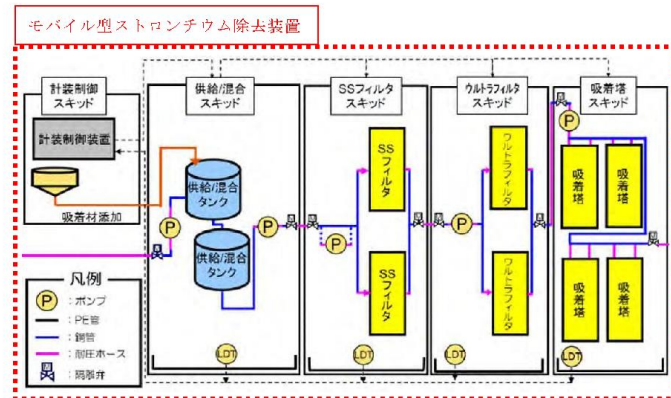 モバイル型ストロンチウム除去装置
計装制御
スキッド
供給/混合
スキッド
SSフィルタ
スキッド
ウルトラフィルタ
スキッド
吸着塔
スキッド
計装制御装置
吸着材添加
供給/混合
タンク
供給/混合
タンク
P
P
P
P
P
SSフィルタ
SSフィルタ
ウルトラフィルタ
ウルトラフィルタ
吸着塔
吸着塔
吸着塔
吸着塔
凡例
P :ポンプ
:PE管
:鋼管
:耐圧ホース
:隔離弁
LDT
LDT
LDT
LDT